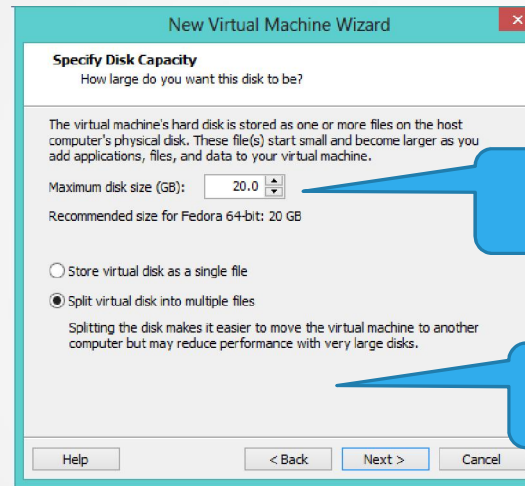 New Virtual Machine Wizard
Specify Disk Capacity
How large do you want this disk to be?
The virtual machine's hard disk is stored as one or more files on the host
computer's physical disk. These file(s) start small and become larger as you
add applications, files, and data to your virtual machine.
Maximum disk size (GB): 20.0
Recommended size for Fedora 64-bit: 20 GB
Store virtual disk as a single file
Split virtual disk into multiple files
Splitting the disk makes it easier to move the virtual machine to another
computer but may reduce performance with very large disks.
Help < Back Next > Cancel